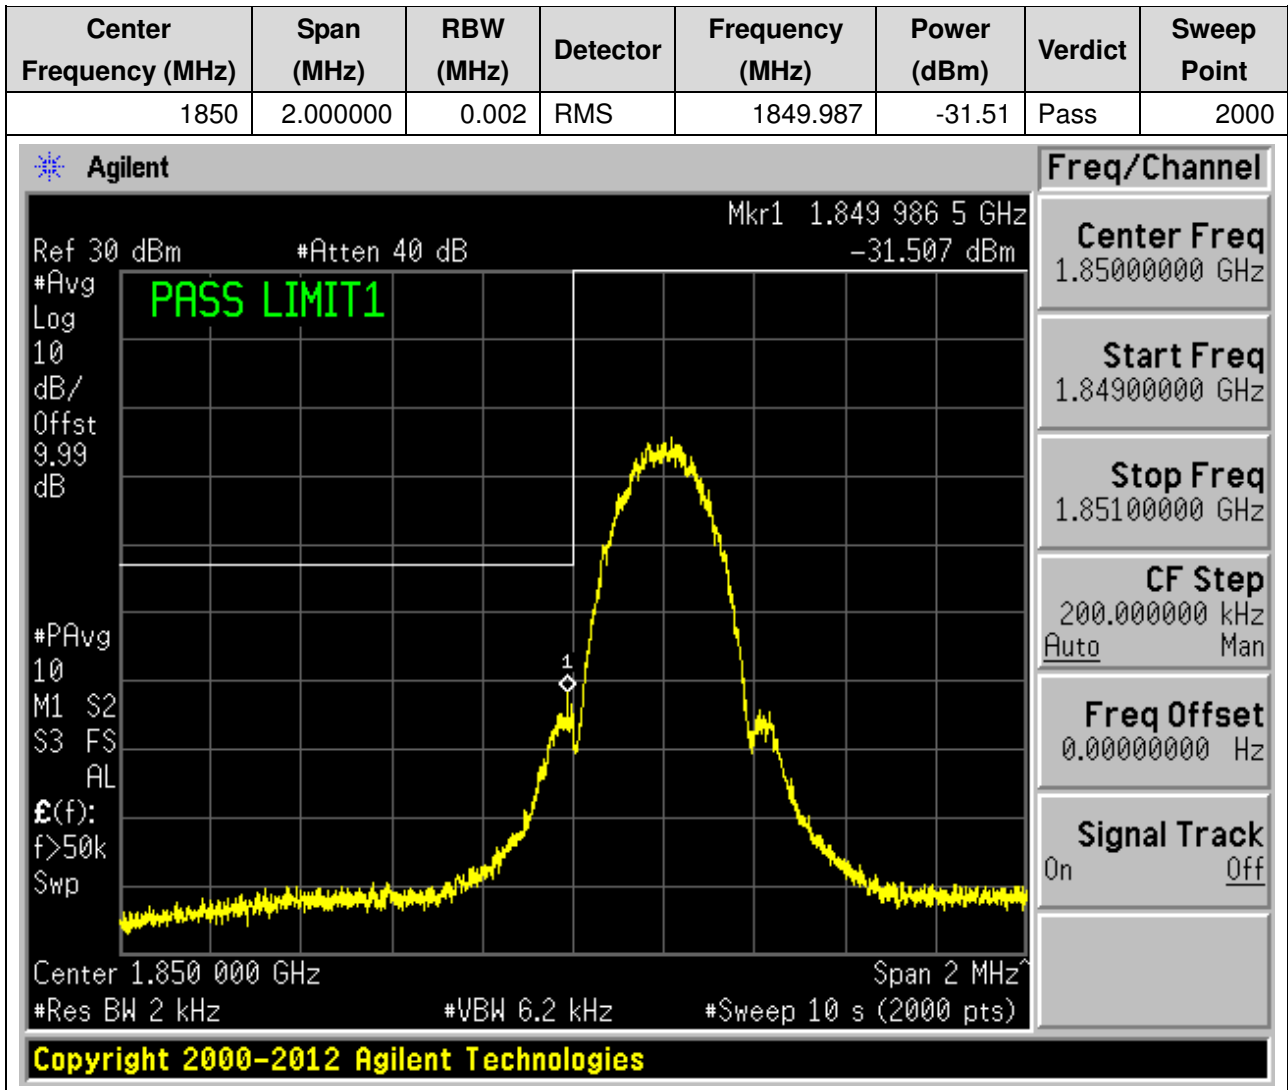 Center Frequency (MHz) Span (MHz) RBW (MHz) Detector Frequency (MHz) Power (dBm) Verdict Sweep Point
1850 2.000000 0.002 RMS 1849.987 -31.51 Pass 2000
Agilent
Freq/Channel
Mkr1 1.849 986 5 GHz
Ref 30 dBm #Atten 40 dB -31.507 dBm
#Avg
Log
10
dB/
Offst
9.99
dB
PASS LIMIT1
1
#PAvg
10
M1 S2
S3 FS
AL
£(f):
f>50k
Swp
Center 1.850 000 GHz Span 2 MHz^
#Res BW 2 kHz #VBW 6.2 kHz #Sweep 10 s (2000 pts)
Center Freq
1.85000000 GHz
Start Freq
1.84900000 GHz
Stop Freq
1.85100000 GHz
CF Step
200.000000 kHz
Auto Man
Freq Offset
0.00000000 Hz
Signal Track
On Off
Copyright 2000-2012 Agilent Technologies